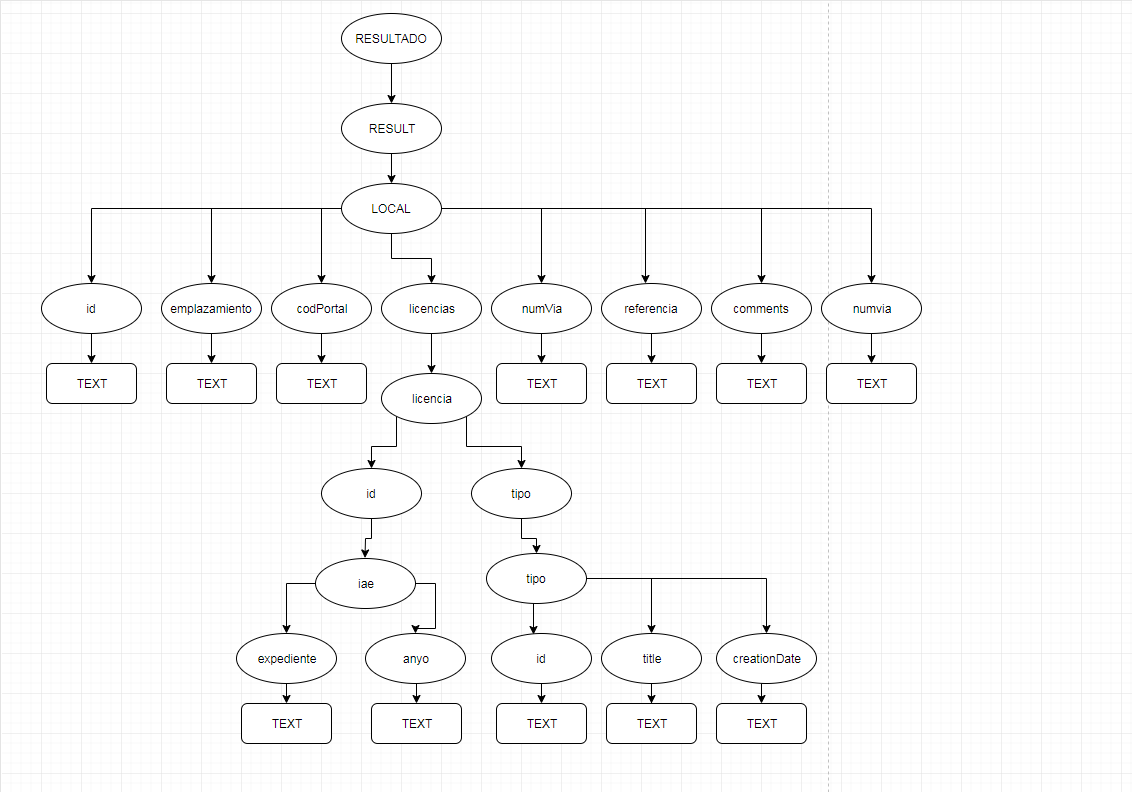 RESULTADO
RESULT
LOCAL
id
emplazamiento
codPortal
licencias
numVia
referencia
comments
numvia
TEXT
TEXT
TEXT
TEXT
TEXT
TEXT
TEXT
licencia
id
tipo
iae
tipo
expediente
anyo
id
title
creationDate
TEXT
TEXT
TEXT
TEXT
TEXT